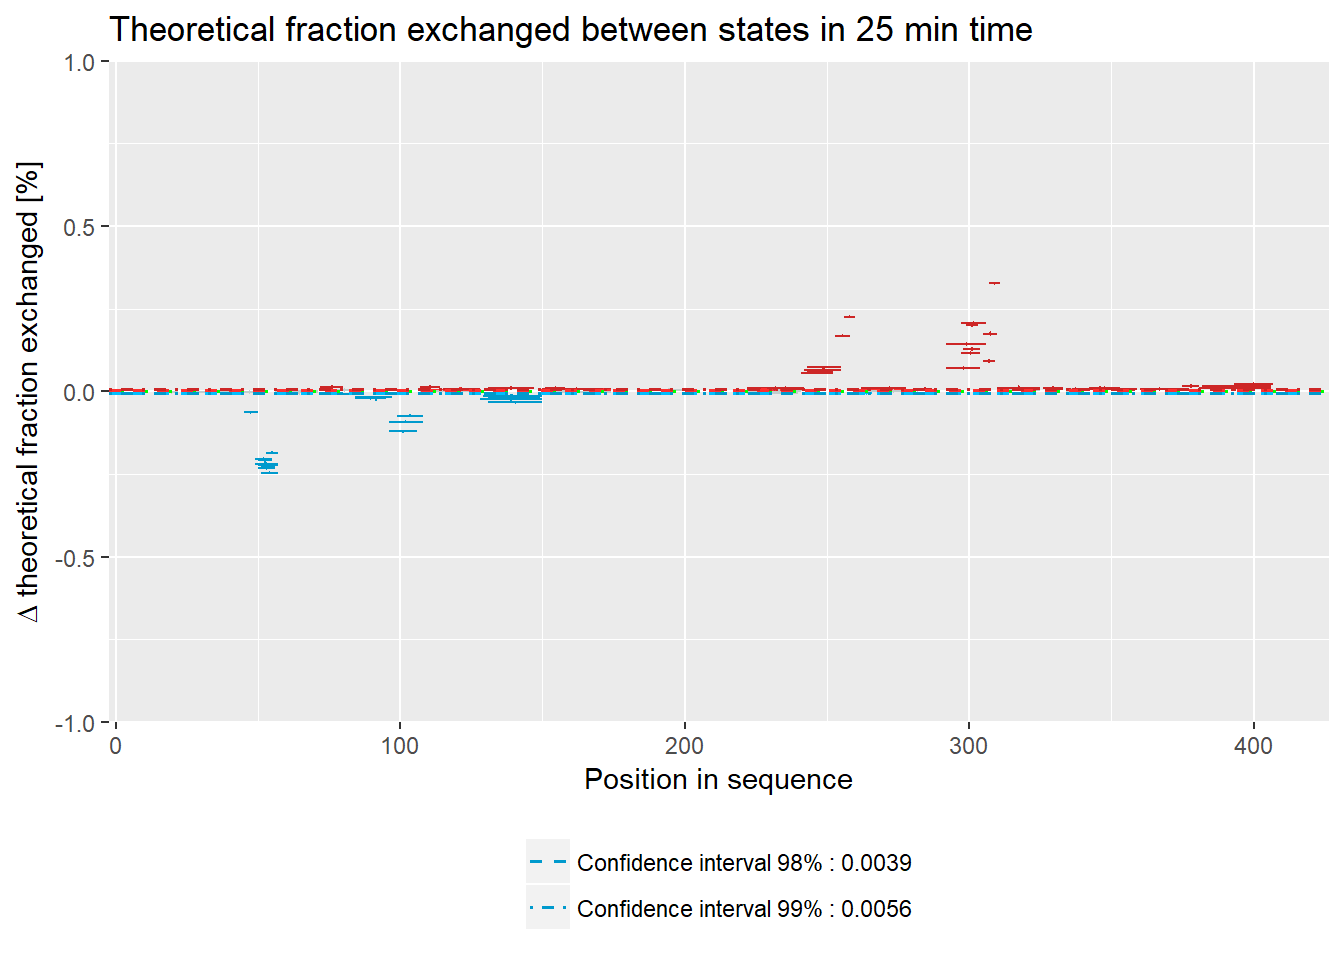 Theoretical fraction exchanged between states in 25 min time
Δ theoretical fraction exchanged [%]
1.0
0.5
0.0
-0.5
-1.0
0 100 200 300 400
Position in sequence
Confidence interval 98% : 0.0039
Confidence interval 99% : 0.0056